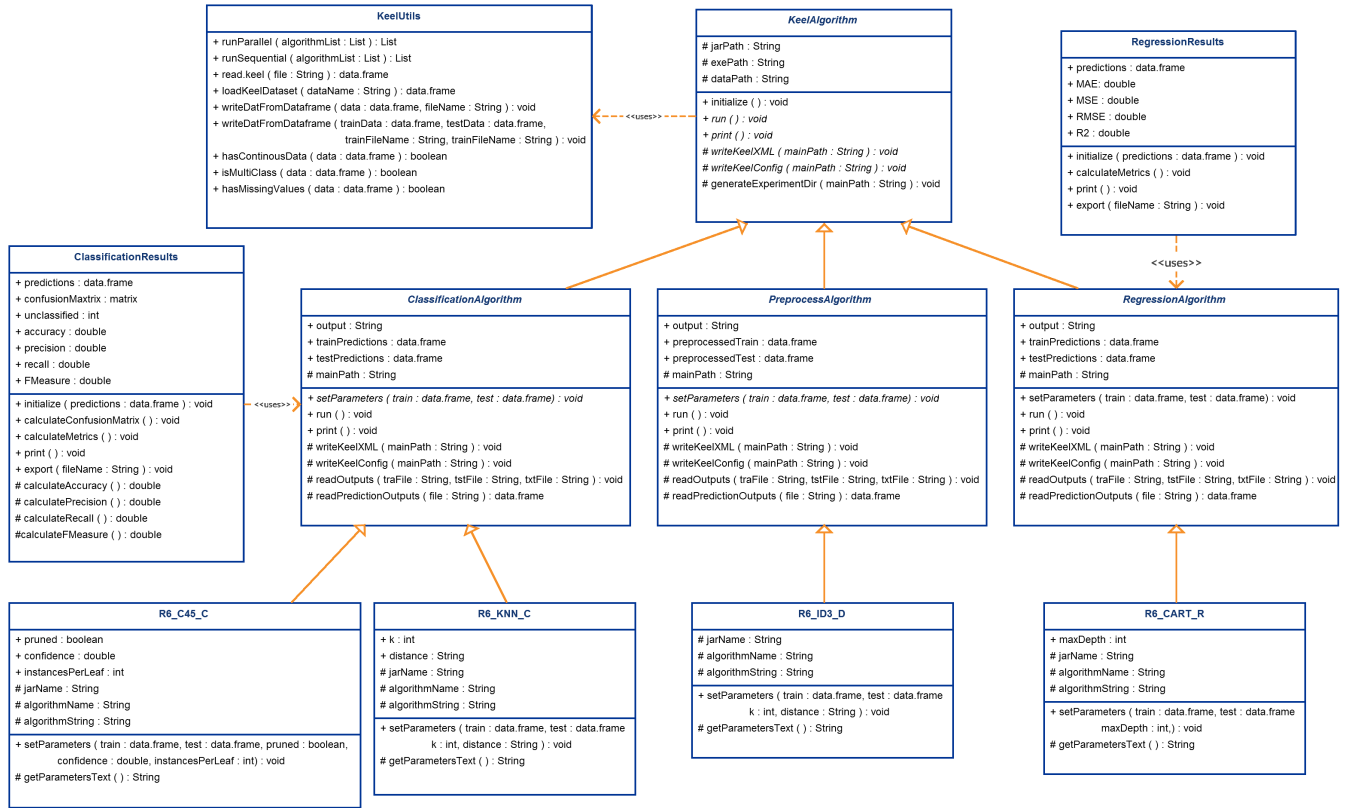 KeelUtils
+ runParallel ( algorithmList : List ) : List
+ runSequential ( algorithmList : List ) : List
+ read.keel ( file : String ) : data.frame
+ loadKeelDataset ( dataName : String ) : data.frame
+ writeDatFromDataframe ( data : data.frame, fileName : String ) : void
+ writeDatFromDataframe ( trainData : data.frame, testData : data.frame,
trainFileName : String, trainFileName : String ) : void
+ hasContinousData ( data : data.frame ) : boolean
+ isMultiClass ( data : data.frame ) : boolean
+ hasMissingValues ( data : data.frame ) : boolean
<<uses>>
KeelAlgorithm
# jarPath : String
# exePath : String
# dataPath : String
+ initialize ( ) : void
+ run ( ) : void
+ print ( ) : void
# writeKeelXML ( mainPath : String ) : void
# writeKeelConfig ( mainPath : String ) : void
# generateExperimentDir ( mainPath : String ) : void
RegressionResults
+ predictions : data.frame
+ MAE: double
+ MSE : double
+ RMSE : double
+ R2 : double
+ initialize ( predictions : data.frame ) : void
+ calculateMetrics ( ) : void
+ print ( ) : void
+ export ( fileName : String ) : void
<<uses>>
ClassificationResults
+ predictions : data.frame
+ confusionMaxtrix : matrix
+ unclassified : int
+ accuracy : double
+ precision : double
+ recall : double
+ FMeasure : double
+ initialize ( predictions : data.frame ) : void
+ calculateConfusionMatrix ( ) : void
+ calculateMetrics ( ) : void
+ print ( ) : void
+ export ( fileName : String ) : void
# calculateAccuracy ( ) : double
# calculatePrecision ( ) : double
# calculateRecall ( ) : double
#calculateFMeasure ( ) : double
<<uses>>
ClassificationAlgorithm
+ output : String
+ trainPredictions : data.frame
+ testPredictions : data.frame
# mainPath : String
+ setParameters ( train : data.frame, test : data.frame) : void
+ run ( ) : void
+ print ( ) : void
# writeKeelXML ( mainPath : String ) : void
# writeKeelConfig ( mainPath : String ) : void
# readOutputs ( traFile : String, tstFile : String, txtFile : String ) : void
# readPredictionOutputs ( file : String ) : data.frame
PreprocessAlgorithm
+ output : String
+ preprocessedTrain : data.frame
+ preprocessedTest : data.frame
# mainPath : String
+ setParameters ( train : data.frame, test : data.frame) : void
+ run ( ) : void
+ print ( ) : void
# writeKeelXML ( mainPath : String ) : void
# writeKeelConfig ( mainPath : String ) : void
# readOutputs ( traFile : String, tstFile : String, txtFile : String ) : void
# readPredictionOutputs ( file : String ) : data.frame
RegressionAlgorithm
+ output : String
+ trainPredictions : data.frame
+ testPredictions : data.frame
# mainPath : String
+ setParameters ( train : data.frame, test : data.frame) : void
+ run ( ) : void
+ print ( ) : void
# writeKeelXML ( mainPath : String ) : void
# writeKeelConfig ( mainPath : String ) : void
# readOutputs ( traFile : String, tstFile : String, txtFile : String ) : void
# readPredictionOutputs ( file : String ) : data.frame
R6_C45_C
+ pruned : boolean
+ confidence : double
+ instancesPerLeaf : int
# jarName : String
# algorithmName : String
# algorithmString : String
+ setParameters ( train : data.frame, test : data.frame, pruned : boolean,
confidence : double, instancesPerLeaf : int) : void
# getParametersText ( ) : String
R6_KNN_C
+ k : int
+ distance : String
# jarName : String
# algorithmName : String
# algorithmString : String
+ setParameters ( train : data.frame, test : data.frame
k : int, distance : String ) : void
# getParametersText ( ) : String
R6_ID3_D
# jarName : String
# algorithmName : String
# algorithmString : String
+ setParameters ( train : data.frame, test : data.frame
k : int, distance : String ) : void
# getParametersText ( ) : String
R6_CART_R
+ maxDepth : int
# jarName : String
# algorithmName : String
# algorithmString : String
+ setParameters ( train : data.frame, test : data.frame
maxDepth : int,) : void
# getParametersText ( ) : String